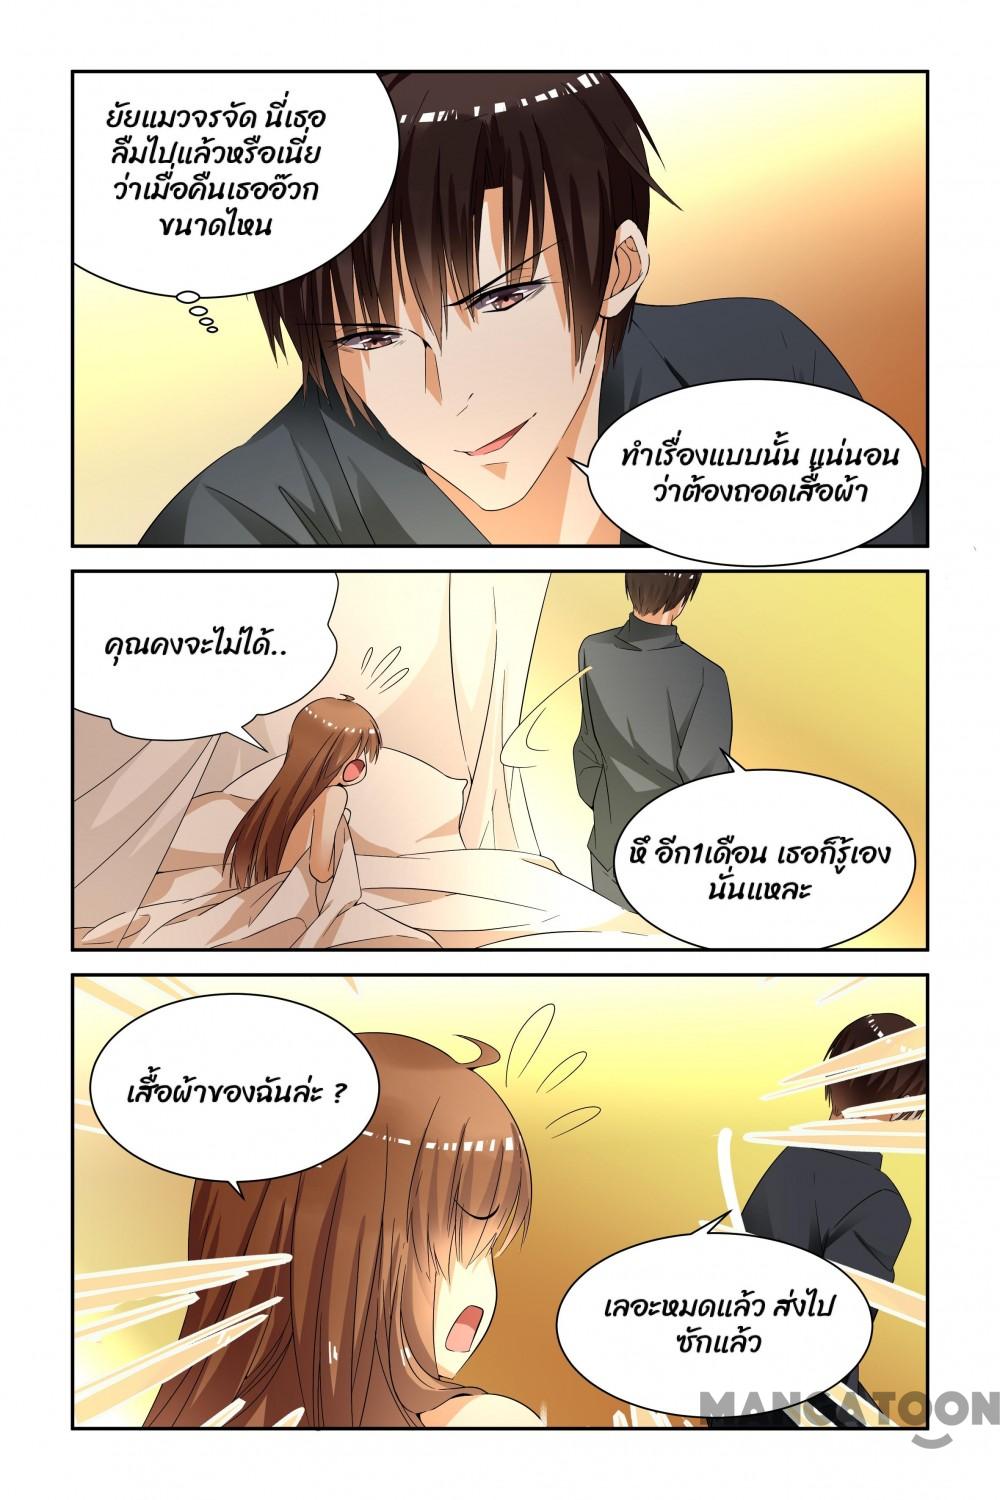 ยัยแมวจรจัด นี่เธอ
ลืมไปแล้วหรือเนี่ย
ว่าเมื่อคืนเธออ๊วก
ขนาดไหน
ทำเรื่องแบบนั้น แน่นอน
ว่าต้องถอดเสื้อผ้า
คุณคงจะไม่ได้..
หึ อีก1เดือน เธอก็รู้เอง
นั่นแหละ
เสื้อผ้าของฉันล่ะ ?
เลอะหมดแล้ว ส่งไป
ซักแล้ว
MANGATOON